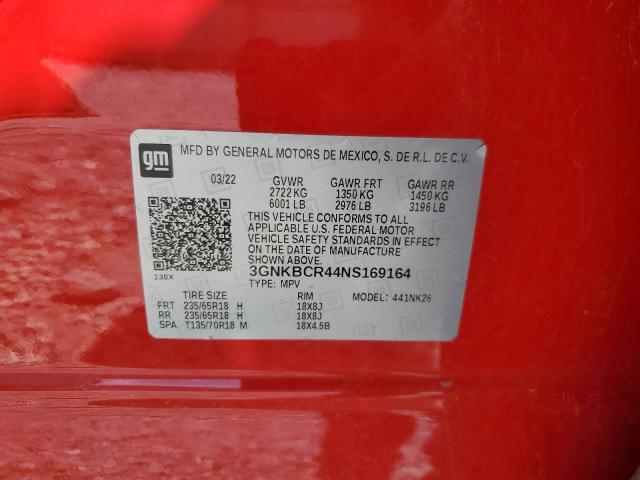 gm
MFD BY GENERAL MOTORS DE MEXICO, S. DE R.L. DE C.V.
03/22 GVWR GAWR FRT GAWR RR
2722 KG 1350 KG 1450 KG
6001 LB 2976 LB 3196 LB
THIS VEHICLE CONFORMS TO ALL
APPLICABLE U.S. FEDERAL MOTOR
VEHICLE SAFETY STANDARDS IN EFFECT
ON THE DATE OF MANUFACTURE
SHOWN ABOVE.
130X 3GNKBCR44NS169164
TYPE: MPV
TIRE SIZE RIM MODEL: 441NK26
FRT 235/65R18 H 18X8J
RR 235/65R18 H 18X8J
SPA T135/70R18 M 18X4.5B